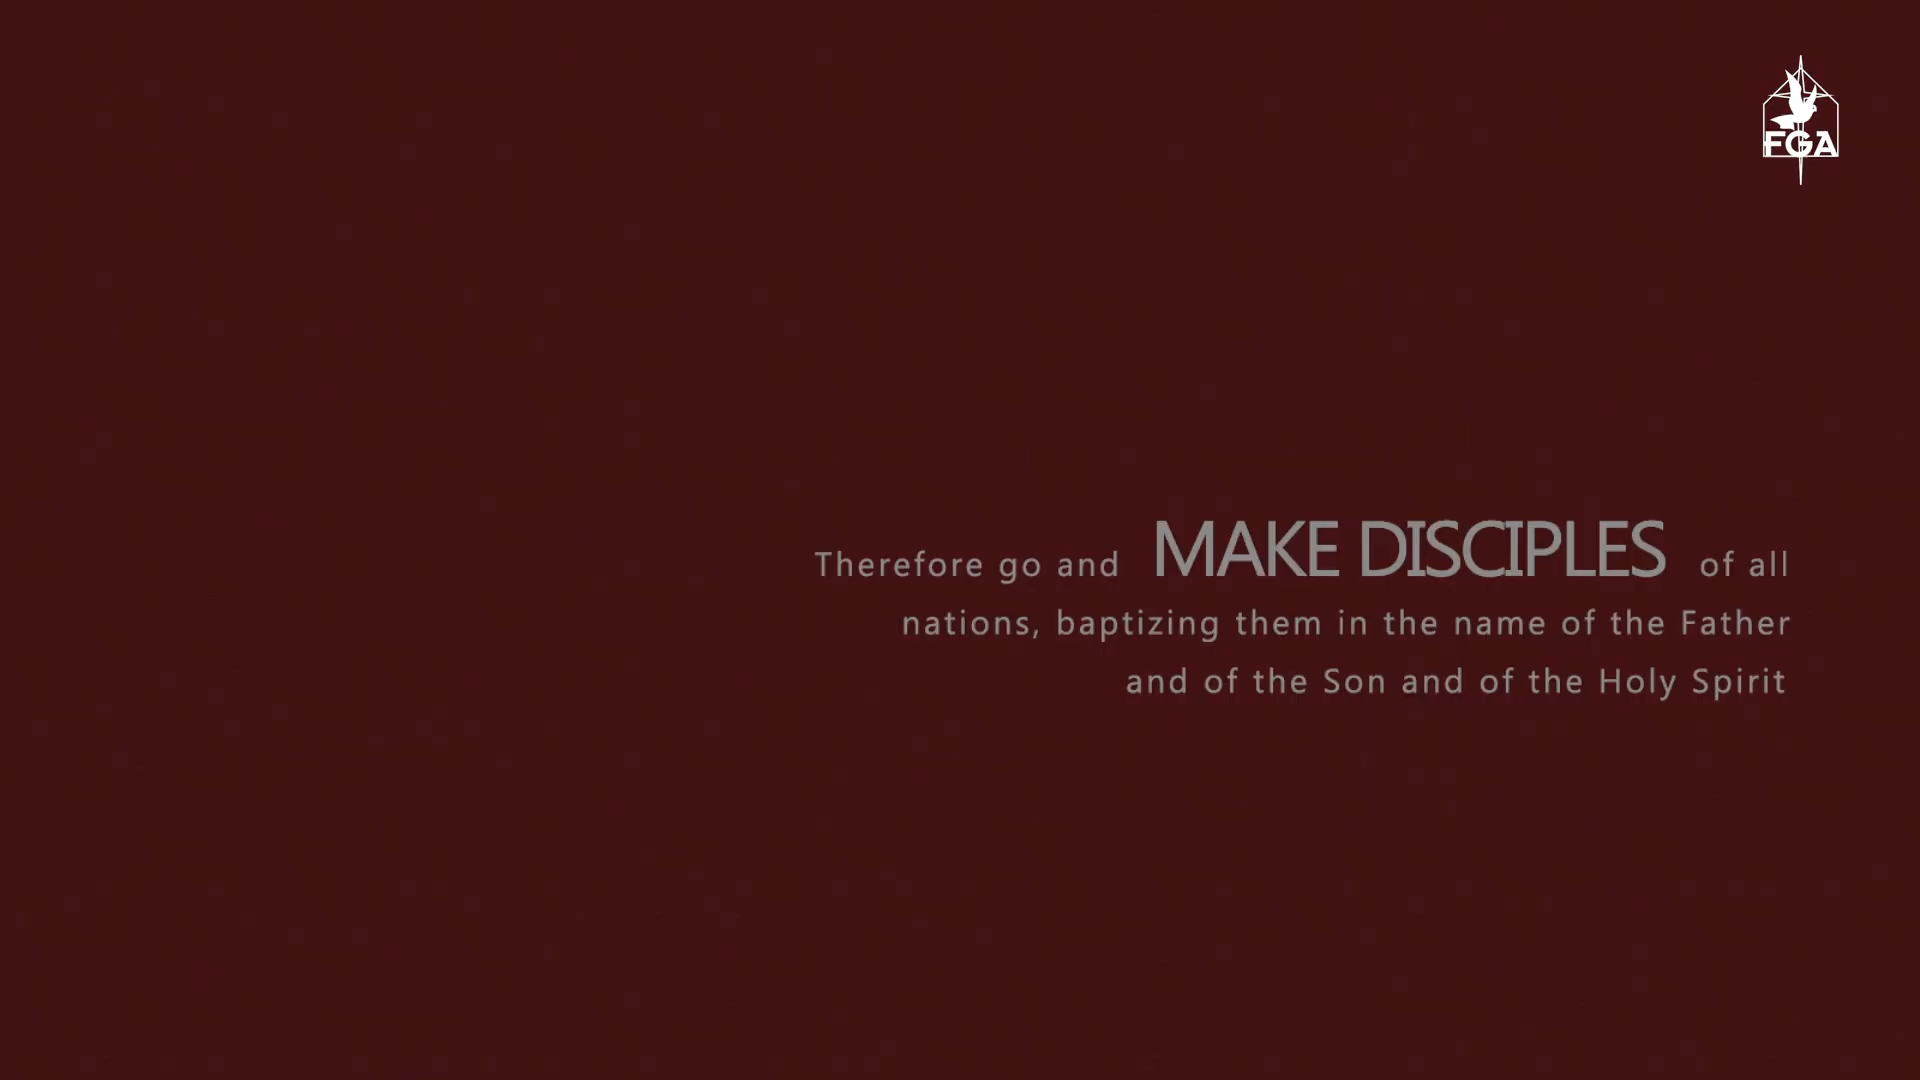 FGA
Therefore go and MAKE DISCIPLES of all
nations, baptizing them in the name of the Father
and of the Son and of the Holy Spirit